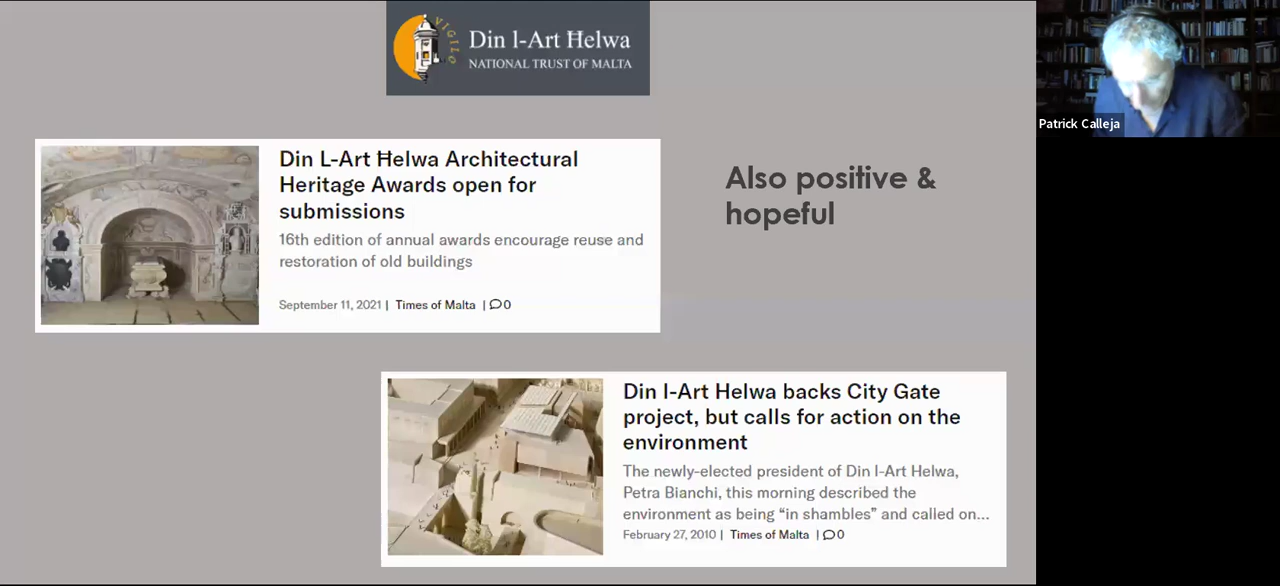 VIGILO
Din l-Art Ħelwa
NATIONAL TRUST OF MALTA
Patrick Calleja
Din L-Art Ħelwa Architectural
Heritage Awards open for
submissions
16th edition of annual awards encourage reuse and
restoration of old buildings
September 11, 2021 | Times of Malta | 0
Also positive &
hopeful
Din l-Art Helwa backs City Gate
project, but calls for action on the
environment
The newly-elected president of Din l-Art Helwa,
Petra Bianchi, this morning described the
environment as being “in shambles” and called on...
February 27, 2010 | Times of Malta | 0